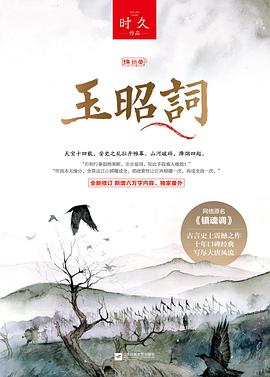 时久
作品
玉昭詞
天宝十四载，安史之乱拉开帷幕，山河破碎，烽烟四起。
全新修订 新增六万字内容、独家番外
网络原名
《镇魂调》
古言史上震撼之作
十年口碑经典
写尽大唐风流